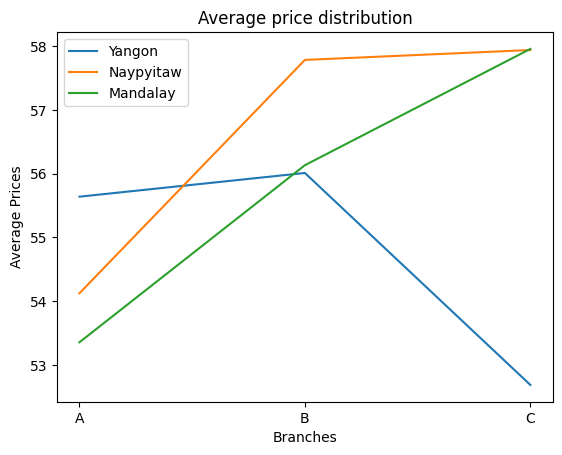 Average price distribution
Yangon
Naypyitaw
Mandalay
Average Prices
58
57
56
55
54
53
A B C
Branches